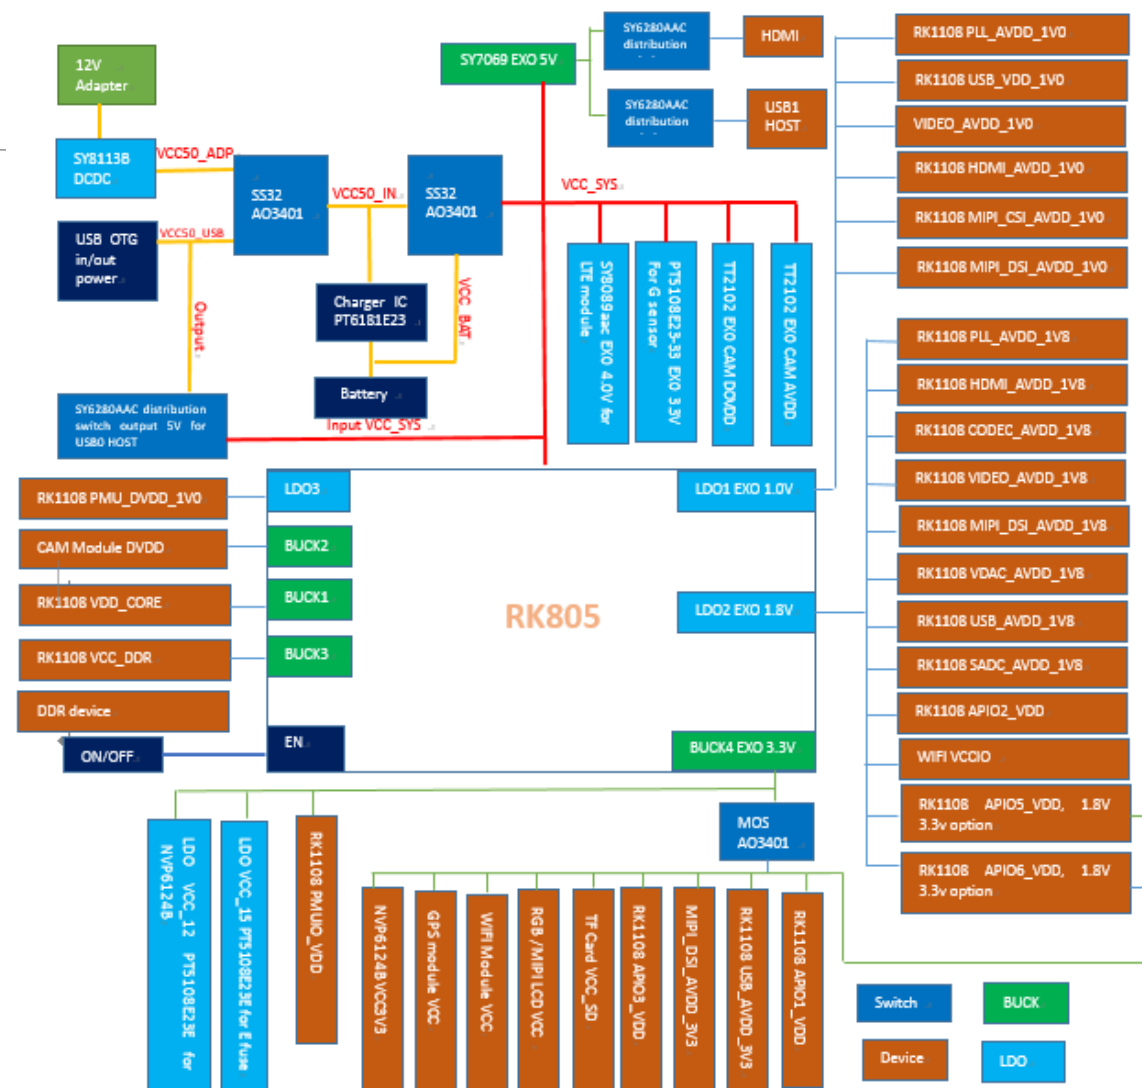 12V
Adapter
SY8113B
DCDC
USB OTG
in/out
power
VCC50_ADP
VCC50_USB
Output
SS32
AO3401
VCC50_IN
SS32
AO3401
Charger IC
PT6181E23
VCC_BAT
Battery
Input VCC_SYS
SY6280AAC distribution
switch output 5V for
USB0 HOST
SY7069 EXO 5V
SY6280AAC
distribution
HDMI
SY6280AAC
distribution
USB1
HOST
VCC_SYS
SY8089aac EXO 4.0V for
LTE module
PT5108E23-33 EXO 3.3V
For G sensor
TT2102 EXO CAM DOVDD
TT2102 EXO CAM AVDD
RK1108 PLL_AVDD_1V0
RK1108 USB_VDD_1V0
VIDEO_AVDD_1V0
RK1108 HDMI_AVDD_1V0
RK1108 MIPI_CSI_AVDD_1V0
RK1108 MIPI_DSI_AVDD_1V0
RK1108 PLL_AVDD_1V8
RK1108 HDMI_AVDD_1V8
RK1108 CODEC_AVDD_1V8
RK1108 VIDEO_AVDD_1V8
RK1108 MIPI_DSI_AVDD_1V8
RK1108 VDAC_AVDD_1V8
RK1108 USB_AVDD_1V8
RK1108 SADC_AVDD_1V8
RK1108 APIO2_VDD
WIFI VCCIO
RK1108 APIO5_VDD, 1.8V
3.3v option
RK1108 APIO6_VDD, 1.8V
3.3v option
RK1108 PMU_DVDD_1V0
CAM Module DVDD
RK1108 VDD_CORE
RK1108 VCC_DDR
DDR device
ON/OFF
LDO3
BUCK2
BUCK1
BUCK3
EN
RK805
LDO1 EXO 1.0V
LDO2 EXO 1.8V
BUCK4 EXO 3.3V
MOS
AO3401
LDO VCC_12 PT5108E23E for
NVP6124B
LDO VCC_15 PT5108E23E for E fuse
RK1108 PMUIO_VDD
NVP6124B VCC3V3
GPS module VCC
WIFI Module VCC
RGB /MIPI LCD VCC
TF Card VCC_SD
RK1108 APIO3_VDD
MIPI_DSI_AVDD_3V3
RK1108 USB_AVDD_3V3
RK1108 APIO1_VDD
Switch
BUCK
Device
LDO